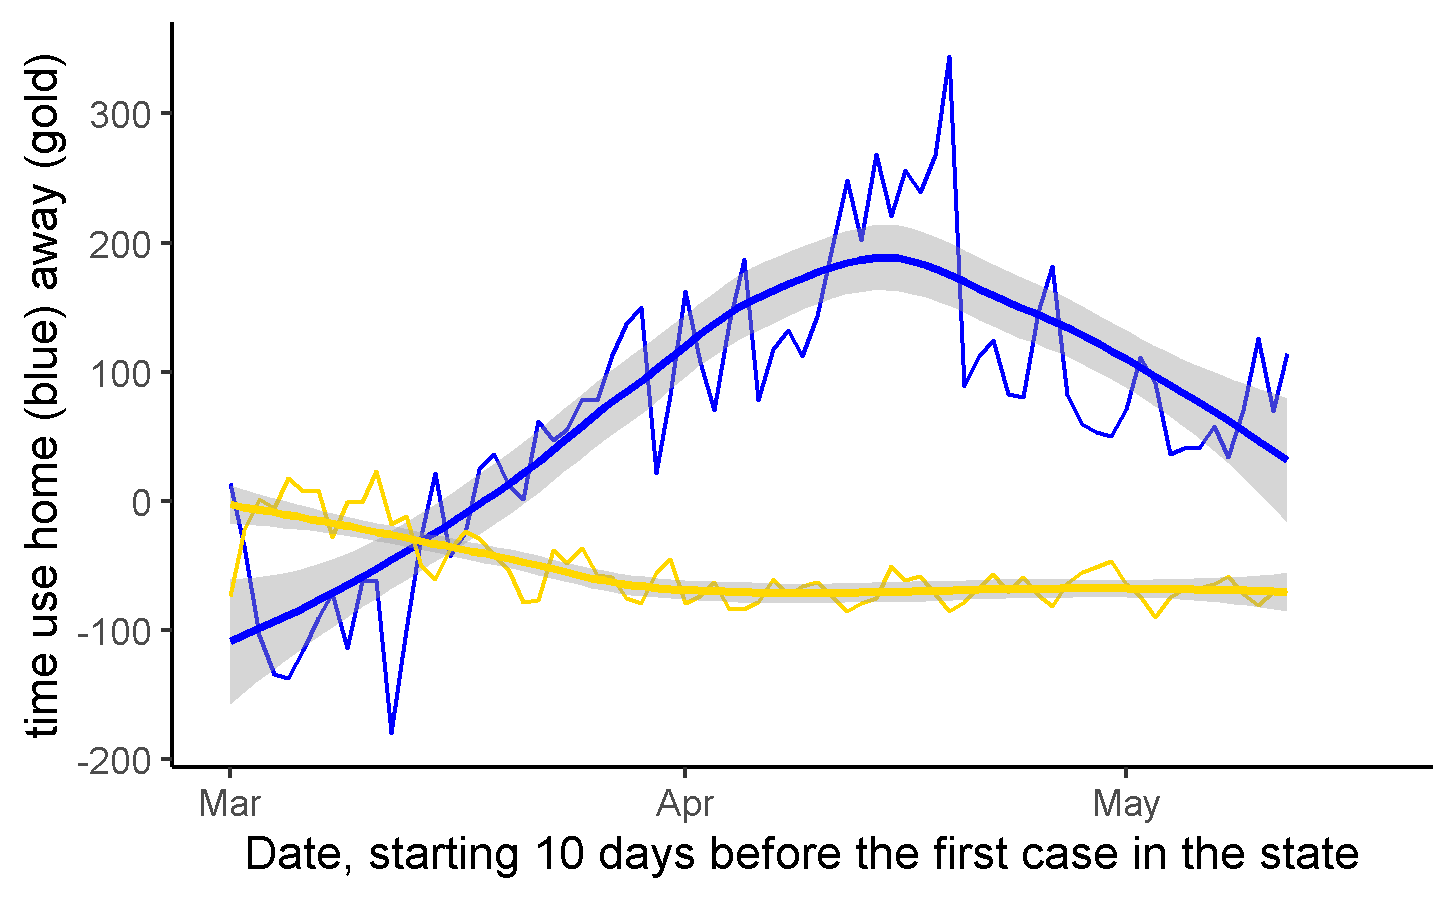 time use home (blue) away (gold)
300
200
100
0
-100
-200
Mar
Apr
May
Date, starting 10 days before the first case in the state